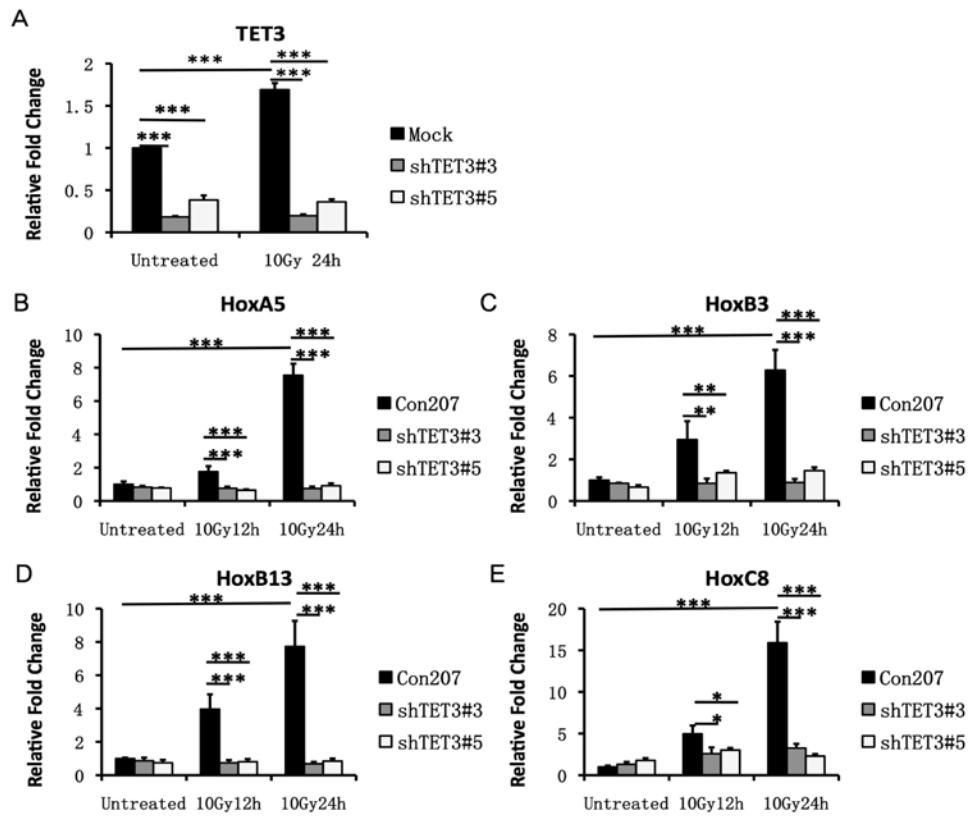 A
TET3
***
***
***
***
***
2
1.5
1
0.5
0
Relative Fold Change
Untreated
10Gy 24h
Mock
shTET3#3
shTET3#5
B
HoxA5
***
***
***
***
***
10
8
6
4
2
0
Relative Fold Change
Untreated
10Gy12h
10Gy24h
Con207
shTET3#3
shTET3#5
C
HoxB3
***
***
***
**
**
8
6
4
2
0
Relative Fold Change
Untreated
10Gy12h
10Gy24h
Con207
shTET3#3
shTET3#5
D
HoxB13
***
***
***
***
***
10
8
6
4
2
0
Relative Fold Change
Untreated
10Gy12h
10Gy24h
Con207
shTET3#3
shTET3#5
E
HoxC8
***
***
***
*
*
20
15
10
5
0
Relative Fold Change
Untreated
10Gy12h
10Gy24h
Con207
shTET3#3
shTET3#5